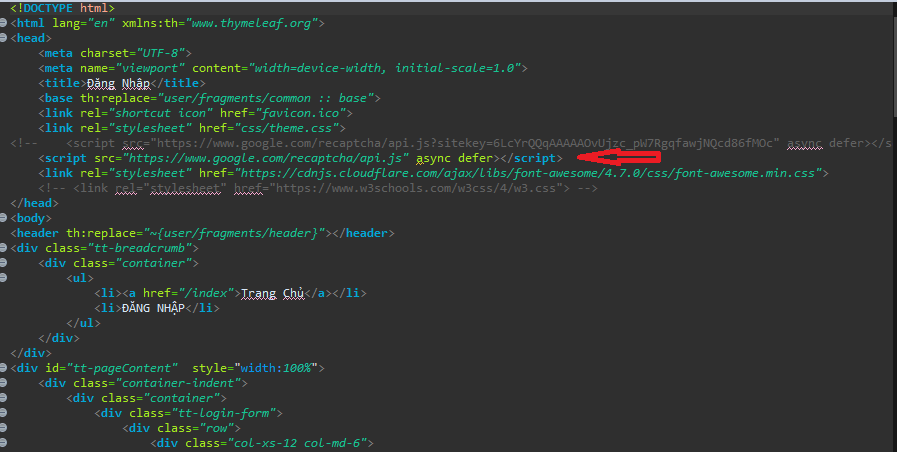 <!DOCTYPE html>
<html lang="en" xmlns:th="www.thymeleaf.org">
<head>
    <meta charset="UTF-8">
    <meta name="viewport" content="width=device-width, initial-scale=1.0">
    <title>Đăng Nhập</title>
    <base th:replace="user/fragments/common :: base">
    <link rel="shortcut icon" href="favicon.ico">
    <link rel="stylesheet" href="css/theme.css">
<!--    <script src="https://www.google.com/recaptcha/api.js?sitekey=6LcYrQQqAAAAAOvUjzc_pW7RgqfawjNQcd86fMOc" async defer></s
    <script src="https://www.google.com/recaptcha/api.js" async defer></script>
    <link rel="stylesheet" href="https://cdnjs.cloudflare.com/ajax/libs/font-awesome/4.7.0/css/font-awesome.min.css">
    <!-- <link rel="stylesheet" href="https://www.w3schools.com/w3css/4/w3.css"> -->
</head>
<body>
<header th:replace="~{user/fragments/header}"></header>
<div class="tt-breadcrumb">
    <div class="container">
        <ul>
            <li><a href="/index">Trang Chủ</a></li>
            <li>ĐĂNG NHẬP</li>
        </ul>
    </div>
</div>
<div id="tt-pageContent"  style="width:100%">
    <div class="container-indent">
        <div class="container">
            <div class="tt-login-form">
                <div class="row">
                    <div class="col-xs-12 col-md-6">